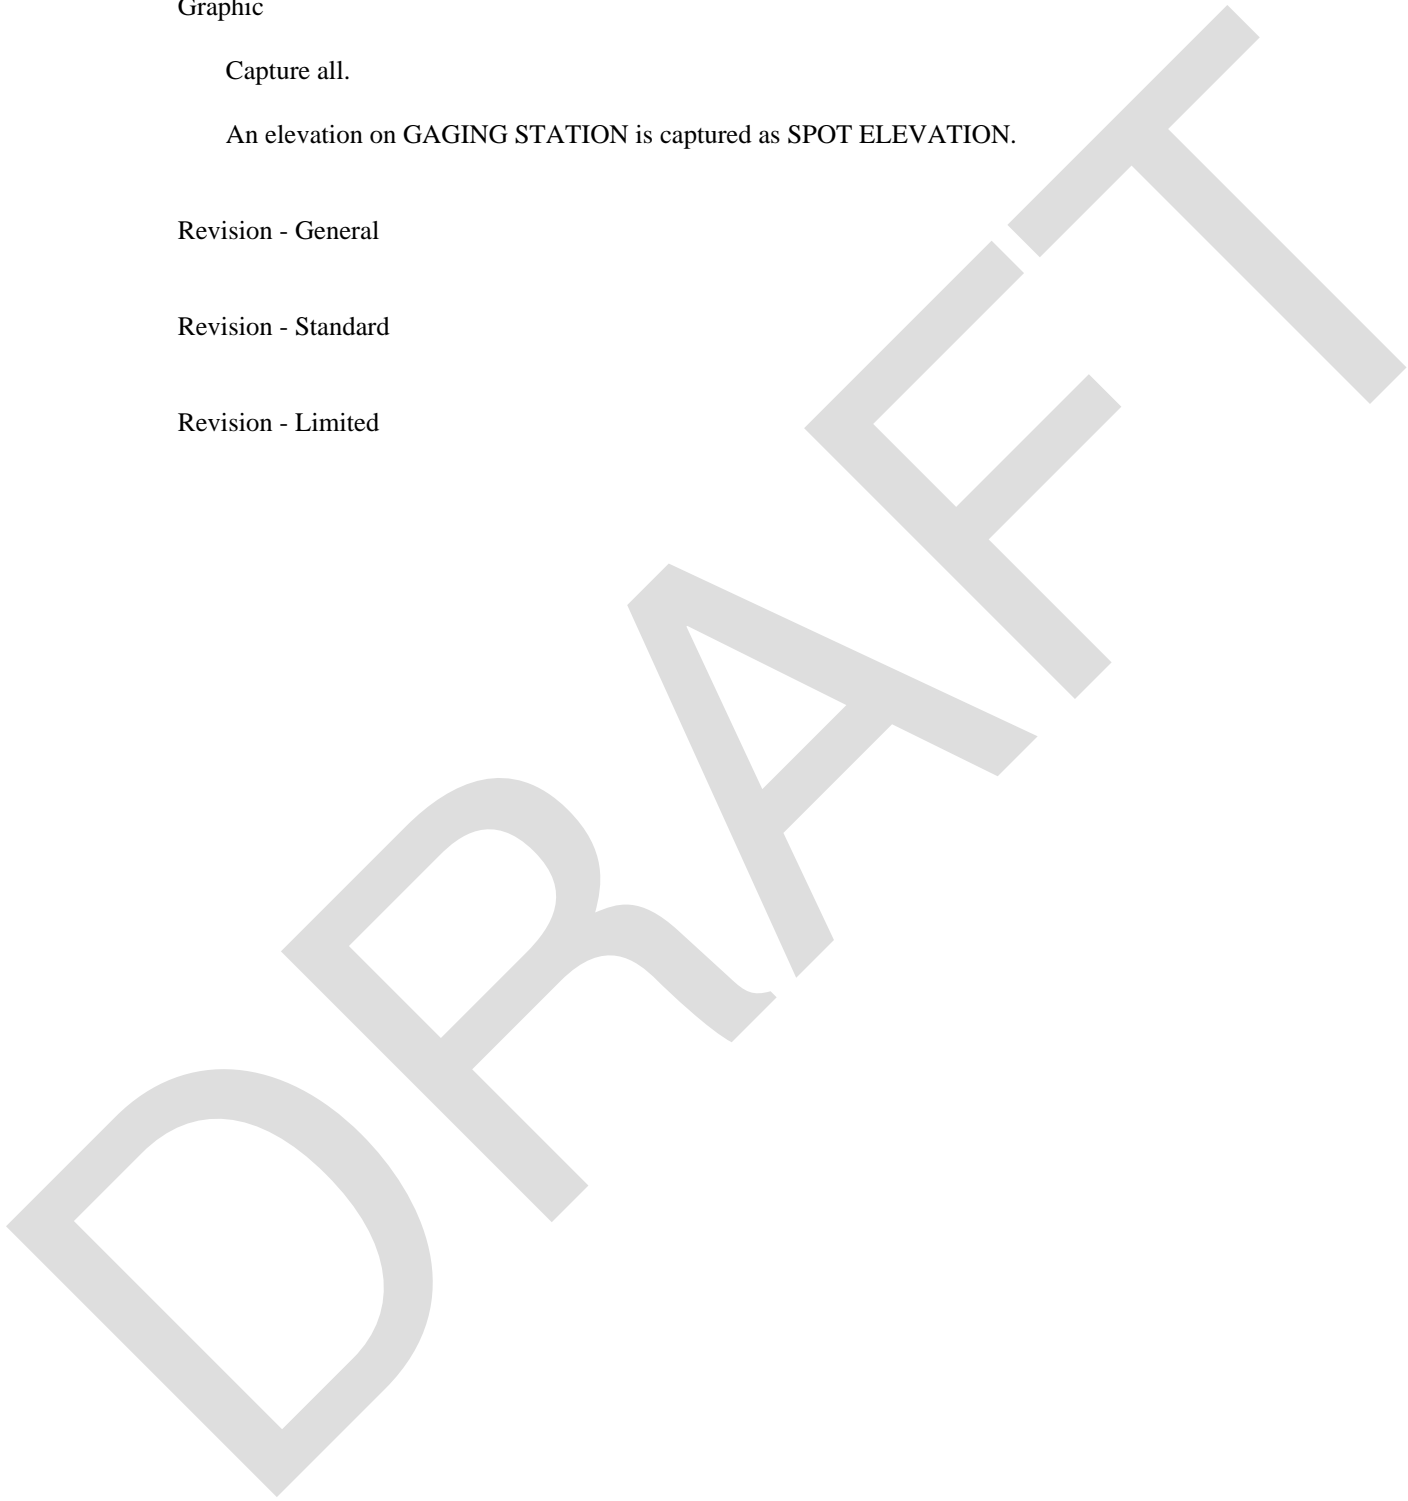 Graphic
Capture all.
An elevation on GAGING STATION is captured as SPOT ELEVATION.
Revision - General
Revision - Standard
Revision - Limited
DRAFT